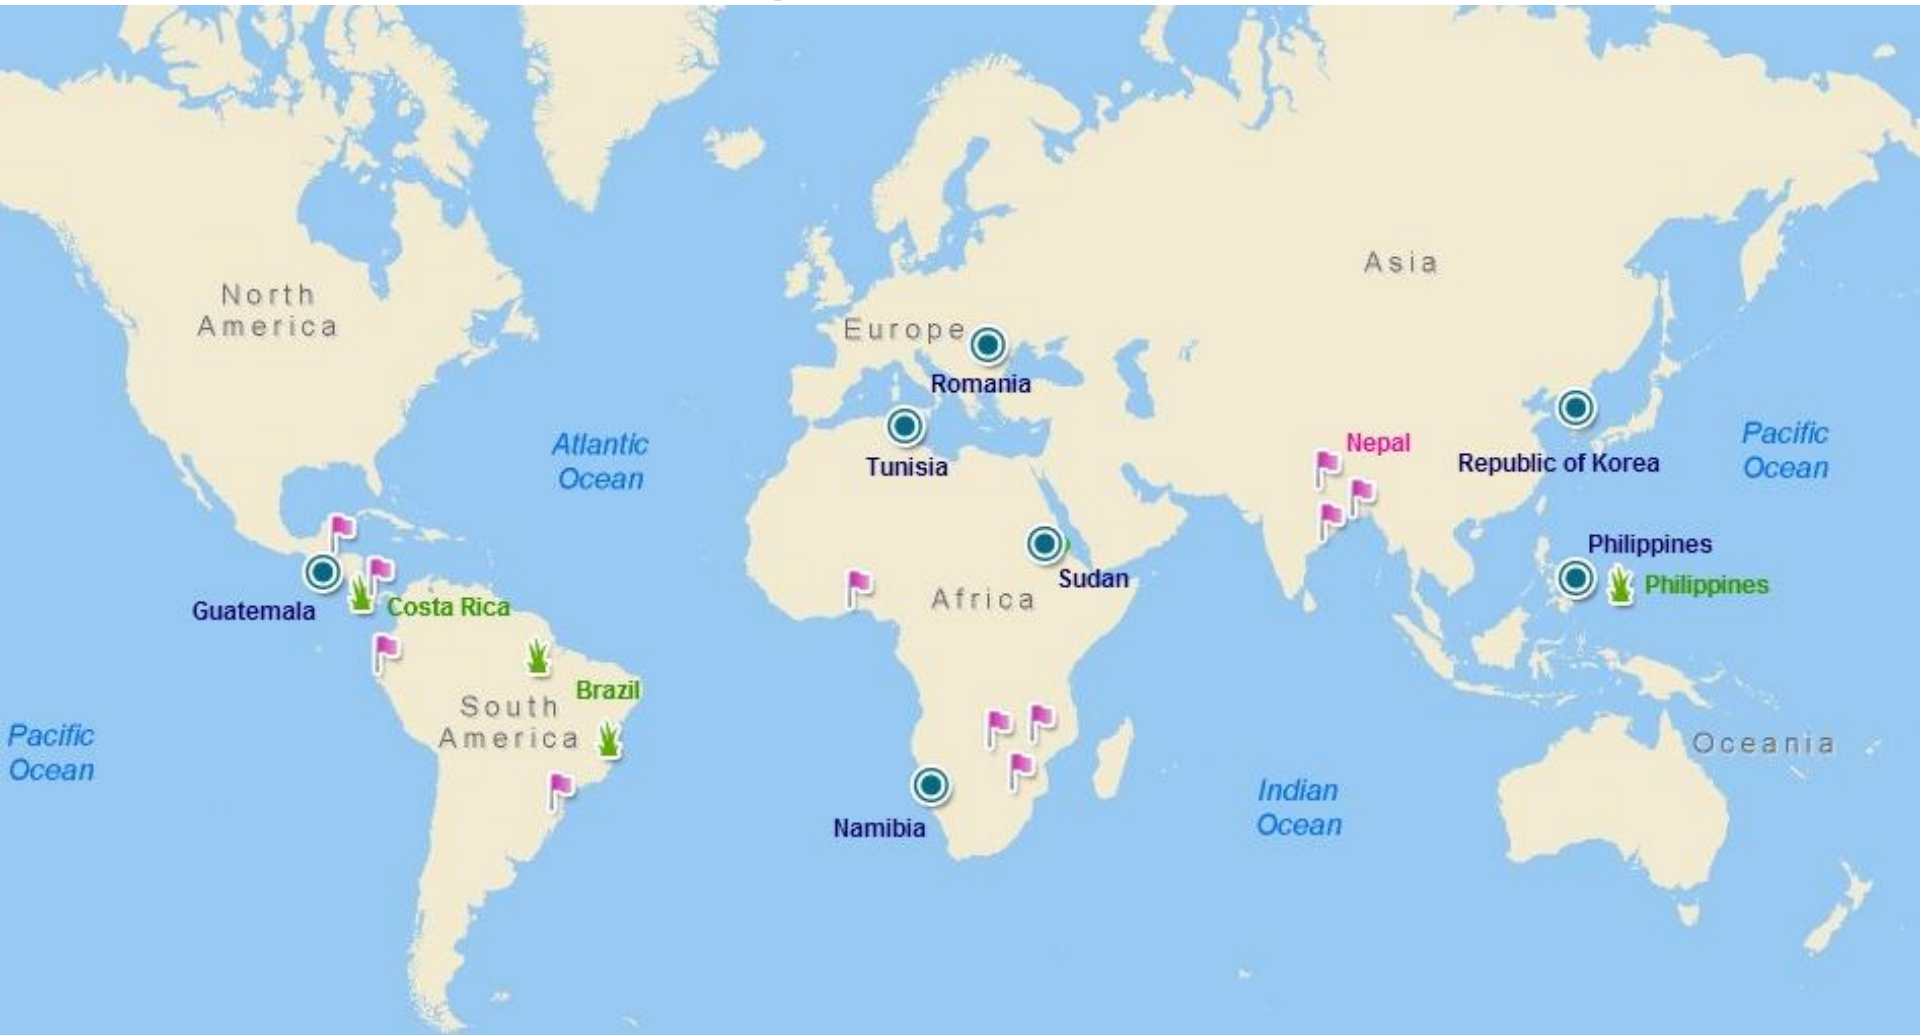 Asia
North
America
Europe
Romania
Atlantic
Ocean
Pacific
Ocean
Nepal
Republic of Korea
Tunisia
Philippines
Sudan
Philippines
Africa
Costa Rica
Guatemala
Brazil
South
America
Pacific
Ocean
Oceania
Indian
Ocean
Namibia